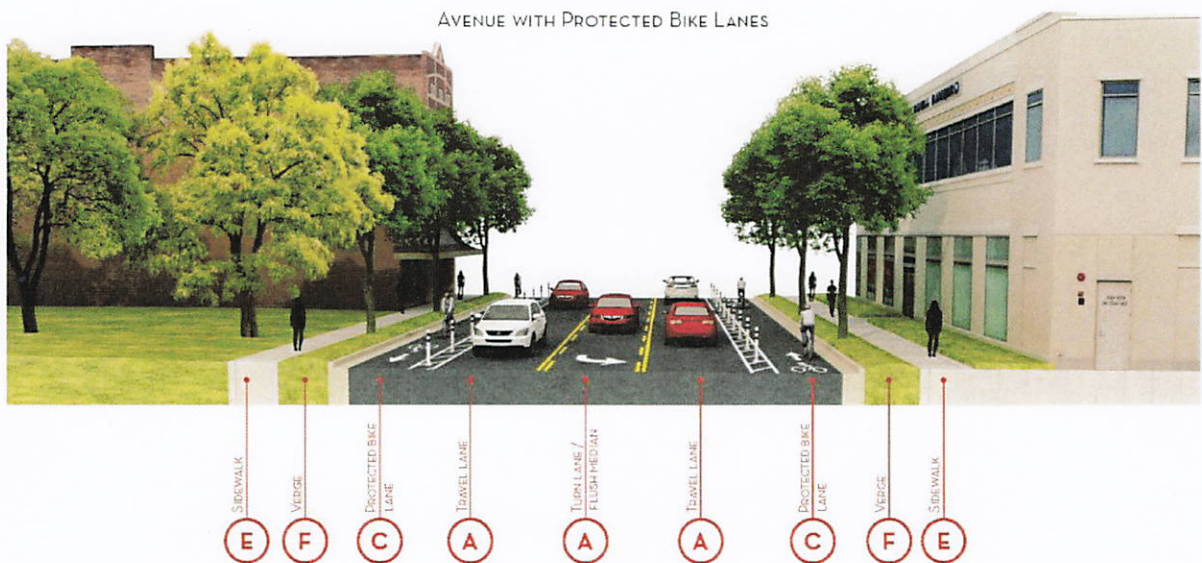 AVENUE WITH PROTECTED BIKE LANES
SIDEWALK
VERGE
PROTECTED BIKE
LANE
TRAVEL LANE
TURN LANE /
FLUSH MEDIAN
TRAVEL LANE
PROTECTED BIKE
LANE
VERGE
SIDEWALK
E
F
C
A
A
A
C
F
E